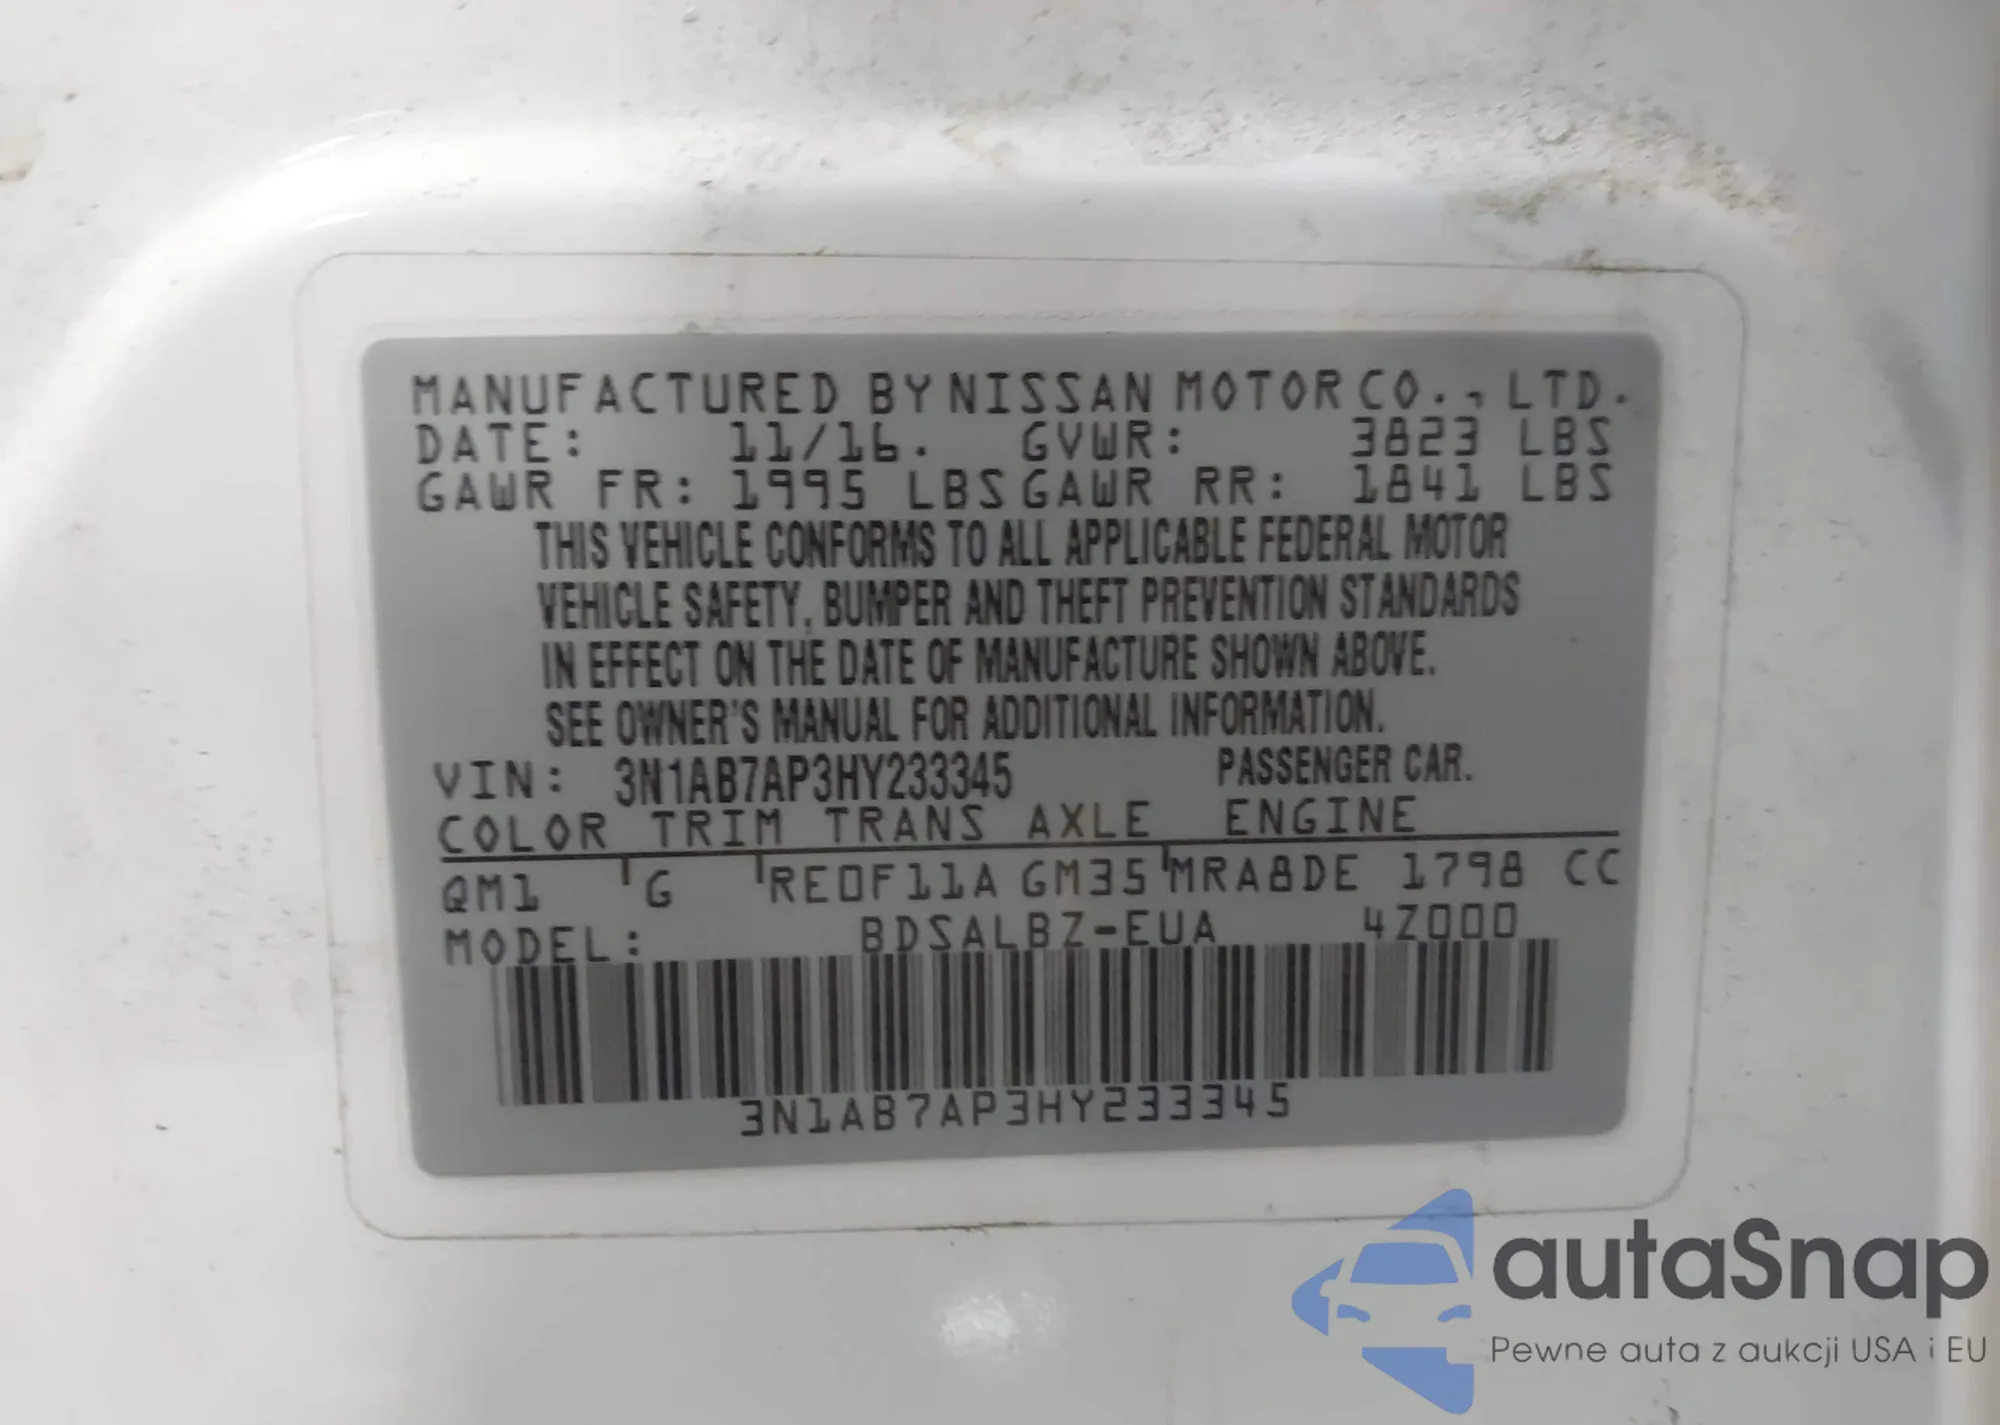 MANUFACTURED BY NISSAN MOTOR CO., LTD.
DATE: 11/16. GVWR: 3823 LBS
GAWR FR: 1995 LBS GAWR RR: 1841 LBS
THIS VEHICLE CONFORMS TO ALL APPLICABLE FEDERAL MOTOR
VEHICLE SAFETY, BUMPER AND THEFT PREVENTION STANDARDS
IN EFFECT ON THE DATE OF MANUFACTURE SHOWN ABOVE.
SEE OWNER'S MANUAL FOR ADDITIONAL INFORMATION.
VIN: 3N1AB7AP3HY233345 PASSENGER CAR.
COLOR TRIM TRANS AXLE ENGINE
QM1 G RE0F11A GM35 MRA8DE 1798 CC
MODEL: BDSALBZ-EUA 4Z000
3N1AB7AP3HY233345
autaSnap
Pewne auta z aukcji USA i EU